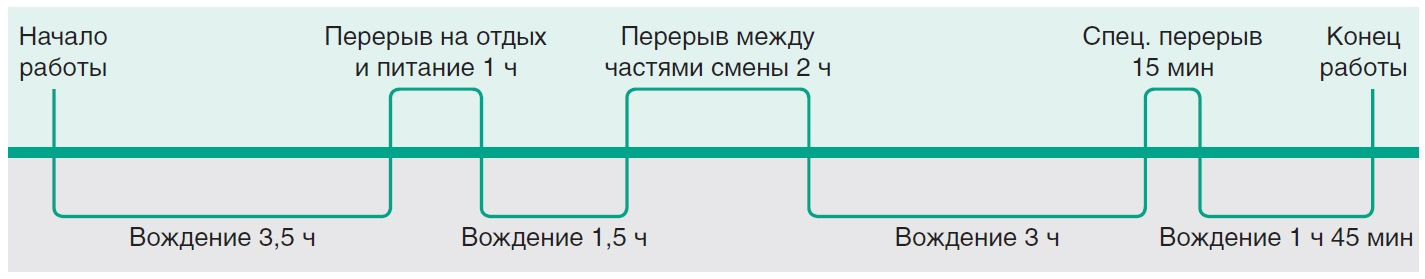 Начало
работы
Перерыв на отдых
и питание 1 ч
Перерыв между
частями смены 2 ч
Спец. перерыв
15 мин
Конец
работы
Вождение 3,5 ч
Вождение 1,5 ч
Вождение 3 ч
Вождение 1 ч 45 мин